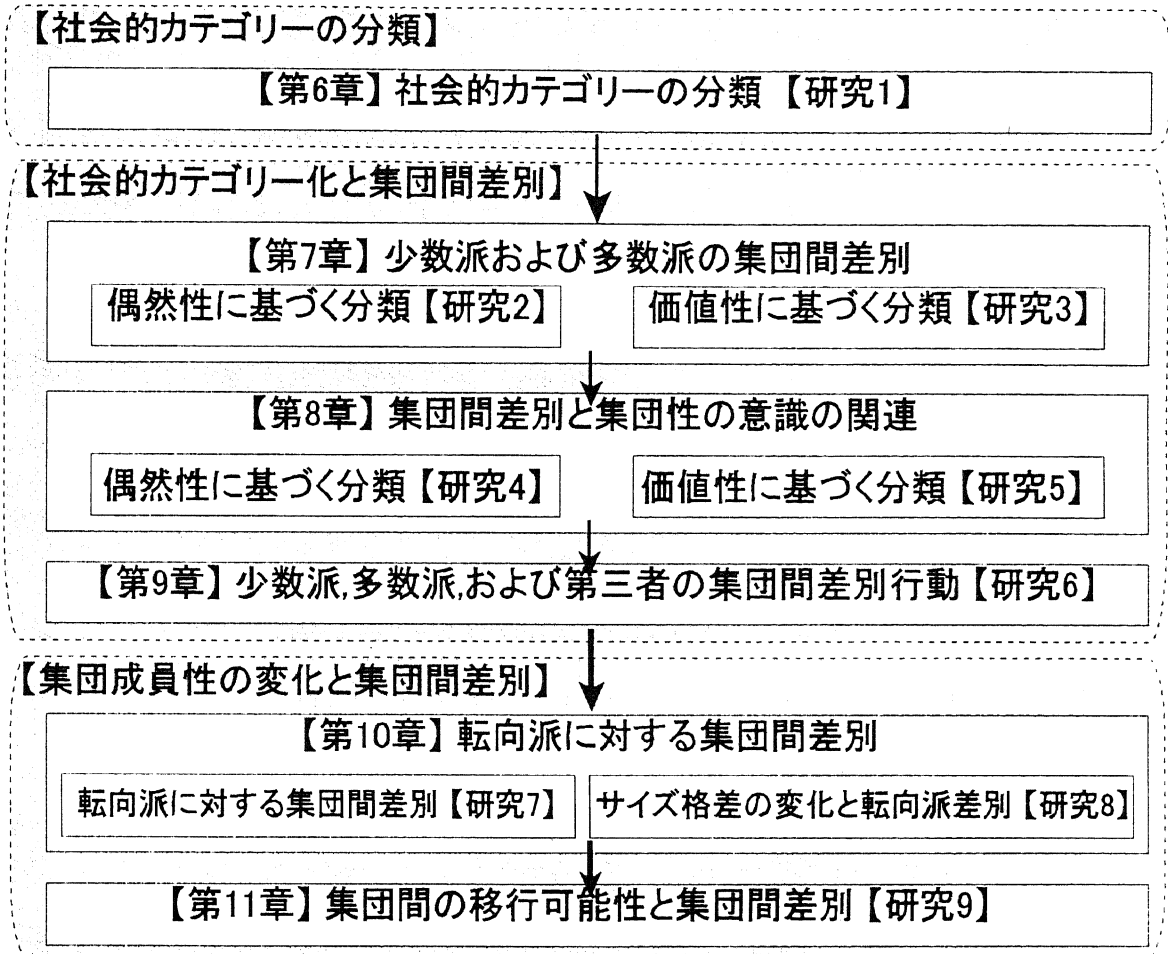 【社会的カテゴリーの分類】
【第6章】社会的カテゴリーの分類 【研究1】
【社会的カテゴリー化と集団間差別】
【第7章】少数派および多数派の集団間差別
偶然性に基づく分類【研究2】
価値性に基づく分類【研究3】
【第8章】集団間差別と集団性の意識の関連
偶然性に基づく分類【研究4】
価値性に基づく分類【研究5】
【第9章】少数派,多数派,および第三者の集団間差別行動【研究6】
【集団成員性の変化と集団間差別】
【第10章】転向派に対する集団間差別
転向派に対する集団間差別【研究7】
サイズ格差の変化と転向派差別【研究8】
【第11章】集団間の移行可能性と集団間差別【研究9】